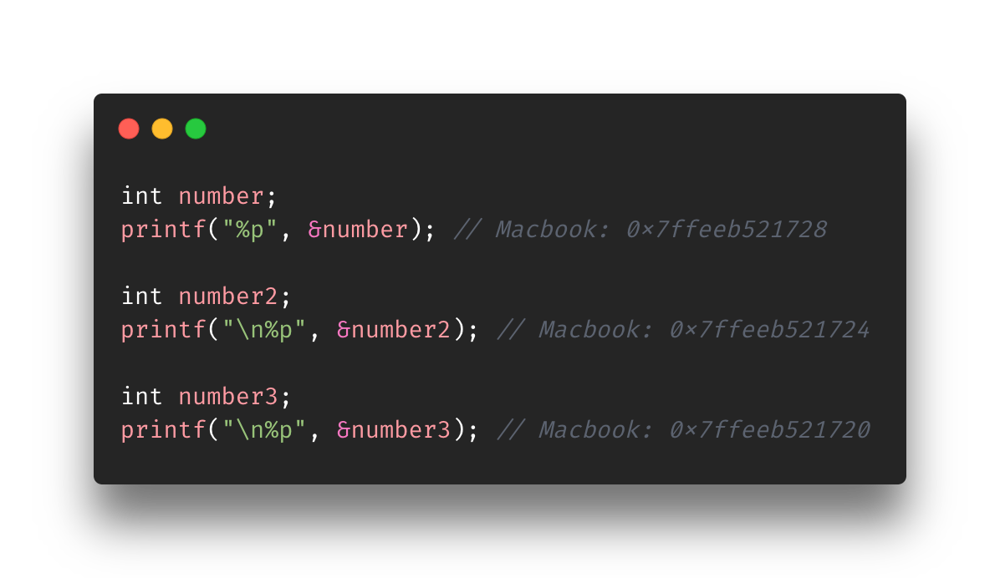 int number;
printf("%p", &number); // Macbook: 0x7ffeeb521728
int number2;
printf("\n%p", &number2); // Macbook: 0x7ffeeb521724
int number3;
printf("\n%p", &number3); // Macbook: 0x7ffeeb521720